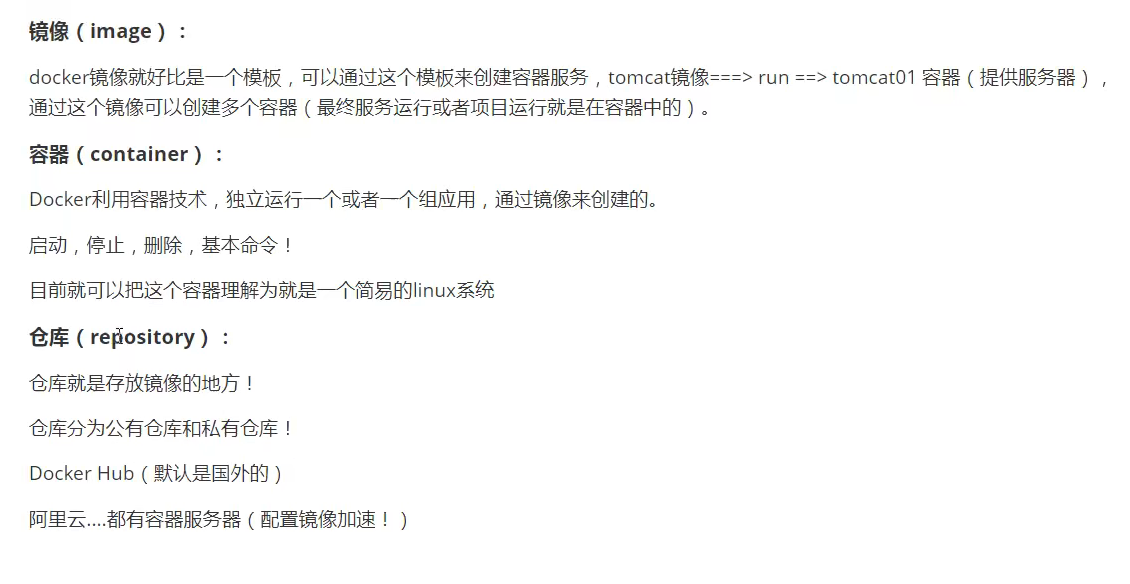 镜像（image）：
docker镜像就好比是一个模板，可以通过这个模板来创建容器服务，tomcat镜像===> run ==> tomcat01 容器（提供服务器），
通过这个镜像可以创建多个容器（最终服务运行或者项目运行就是在容器中的）。
容器（container）：
Docker利用容器技术，独立运行一个或者一个组应用，通过镜像来创建的。
启动，停止，删除，基本命令！
目前就可以把这个容器理解为就是一个简易的linux系统
仓库（repository）：
仓库就是存放镜像的地方！
仓库分为公有仓库和私有仓库！
Docker Hub（默认是国外的）
阿里云....都有容器服务器（配置镜像加速！）